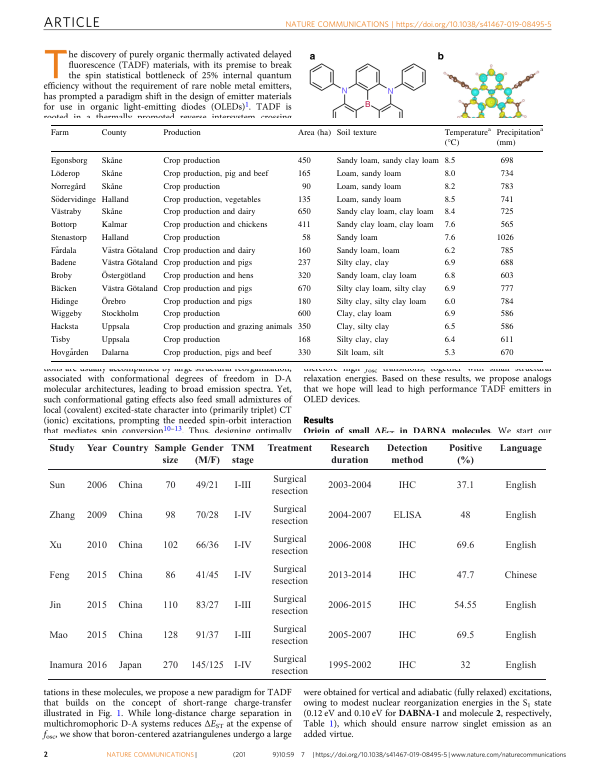 ARTICLE
NATURE COMMUNICATIONS | https://doi.org/10.1038/s41467-019-08495-5
The discovery of purely organic thermally activated delayed
fluorescence (TADF) materials, with its premise to break
the spin statistical bottleneck of 25% internal quantum
efficiency without the requirement of rare noble metal emitters,
has prompted a paradigm shift in the design of emitter materials
for use in organic light-emitting diodes (OLEDs)1. TADF is
rooted in a thermally promoted reverse intersystem crossing
a
b
N
N
B
Farm County Production Area (ha) Soil texture Temperaturea (°C) Precipitationa (mm)
Egonsborg Skåne Crop production 450 Sandy loam, sandy clay loam 8.5 698
Löderop Skåne Crop production, pig and beef 165 Loam, sandy loam 8.0 734
Norregård Skåne Crop production 90 Loam, sandy loam 8.2 783
Södervidinge Halland Crop production, vegetables 135 Loam, sandy loam 8.5 741
Västraby Skåne Crop production and dairy 650 Sandy clay loam, clay loam 8.4 725
Bottorp Kalmar Crop production and chickens 411 Sandy clay loam, sandy loam 7.6 565
Stenastorp Halland Crop production 58 Sandy loam 7.6 1026
Fårdala Västra Götaland Crop production and dairy 160 Sandy loam, loam 6.2 785
Badene Västra Götaland Crop production and pigs 237 Silty clay, clay 6.9 688
Broby Östergötland Crop production and hens 320 Sandy loam, clay loam 6.8 603
Bäcken Västra Götaland Crop production and pigs 670 Silty clay loam, silty clay 6.9 777
Hidinge Örebro Crop production and pigs 180 Silty clay, silty clay loam 6.0 784
Wiggeby Stockholm Crop production 600 Clay, clay loam 6.9 586
Hacksta Uppsala Crop production and grazing animals 350 Clay, silty clay 6.5 586
Tisby Uppsala Crop production 168 Silty clay, clay 6.4 611
Hovgården Dalarna Crop production, pigs and beef 330 Silt loam, silt 5.3 670
tions are usually accompanied by large structural reorganization,
associated with conformational degrees of freedom in D-A
molecular architectures, leading to broad emission spectra. Yet,
such conformational gating effects also feed small admixtures of
local (covalent) excited-state character into (primarily triplet) CT
(ionic) excitations, prompting the needed spin-orbit interaction
that mediates spin conversion10–13. Thus, designing optimally
therefore high fosc transitions, together with small structural
relaxation energies. Based on these results, we propose analogs
that we hope will lead to high performance TADF emitters in
OLED devices.
Results
Origin of small ΔEST in DABNA molecules. We start our
Study Year Country Sample size Gender (M/F) TNM stage Treatment Research duration Detection method Positive (%) Language
Sun 2006 China 70 49/21 I-III Surgical resection 2003-2004 IHC 37.1 English
Zhang 2009 China 98 70/28 I-IV Surgical resection 2004-2007 ELISA 48 English
Xu 2010 China 102 66/36 I-IV Surgical resection 2006-2008 IHC 69.6 English
Feng 2015 China 86 41/45 I-IV Surgical resection 2013-2014 IHC 47.7 Chinese
Jin 2015 China 110 83/27 I-III Surgical resection 2006-2015 IHC 54.55 English
Mao 2015 China 128 91/37 I-III Surgical resection 2005-2007 IHC 69.5 English
Inamura 2016 Japan 270 145/125 I-IV Surgical resection 1995-2002 IHC 32 English
tations in these molecules, we propose a new paradigm for TADF
that builds on the concept of short-range charge-transfer
illustrated in Fig. 1. While long-distance charge separation in
multichromophoric D-A systems reduces ΔEST at the expense of
fosc, we show that boron-centered azatriangulenes undergo a large
were obtained for vertical and adiabatic (fully relaxed) excitations,
owing to modest nuclear reorganization energies in the S1 state
(0.12 eV and 0.10 eV for DABNA-1 and molecule 2, respectively,
Table 1), which should ensure narrow singlet emission as an
added virtue.
2 NATURE COMMUNICATIONS| (201 9)10:59 7 |https://doi.org/10.1038/s41467-019-08495-5|www.nature.com/naturecommunications